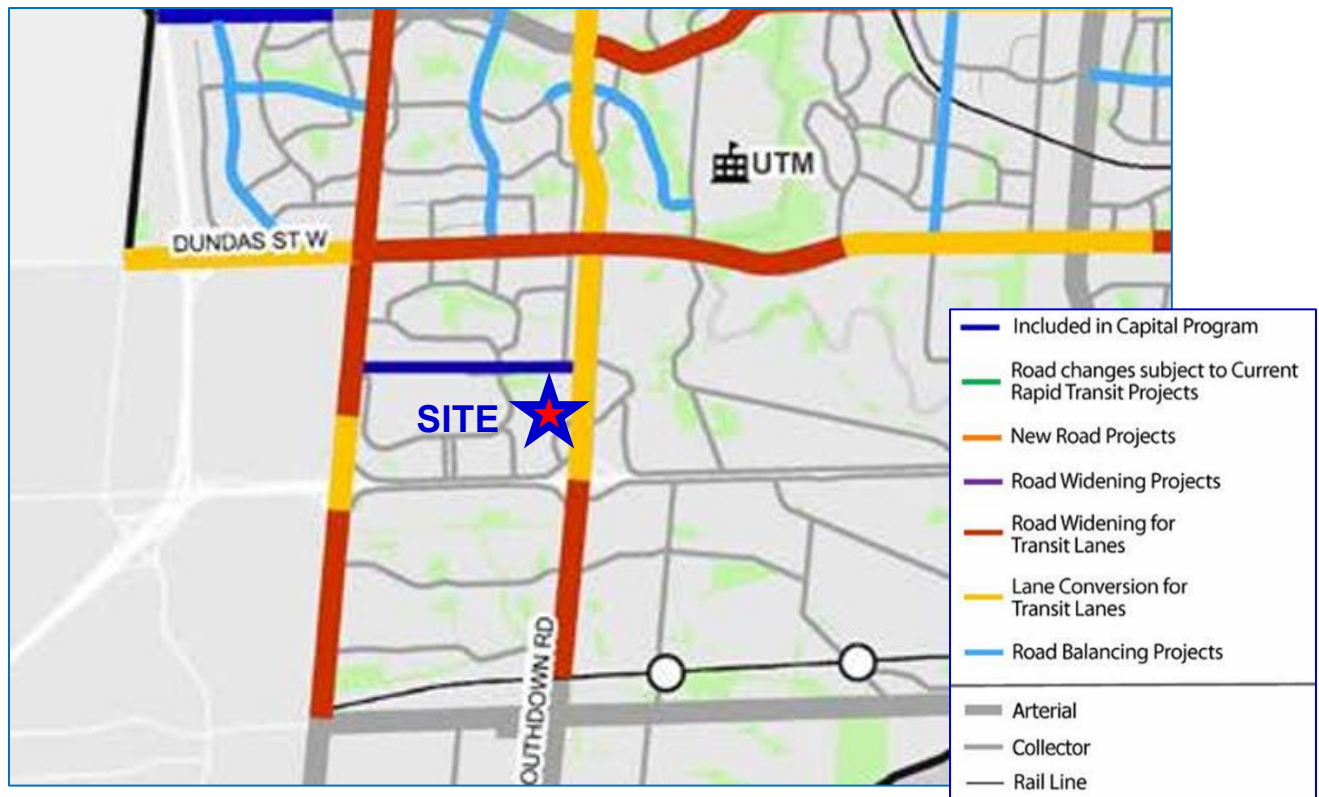 UTM
DUNDAS ST W
SITE
OUTHDOWN RD
Included in Capital Program
Road changes subject to Current
Rapid Transit Projects
New Road Projects
Road Widening Projects
Road Widening for
Transit Lanes
Lane Conversion for
Transit Lanes
Road Balancing Projects
Arterial
Collector
Rail Line